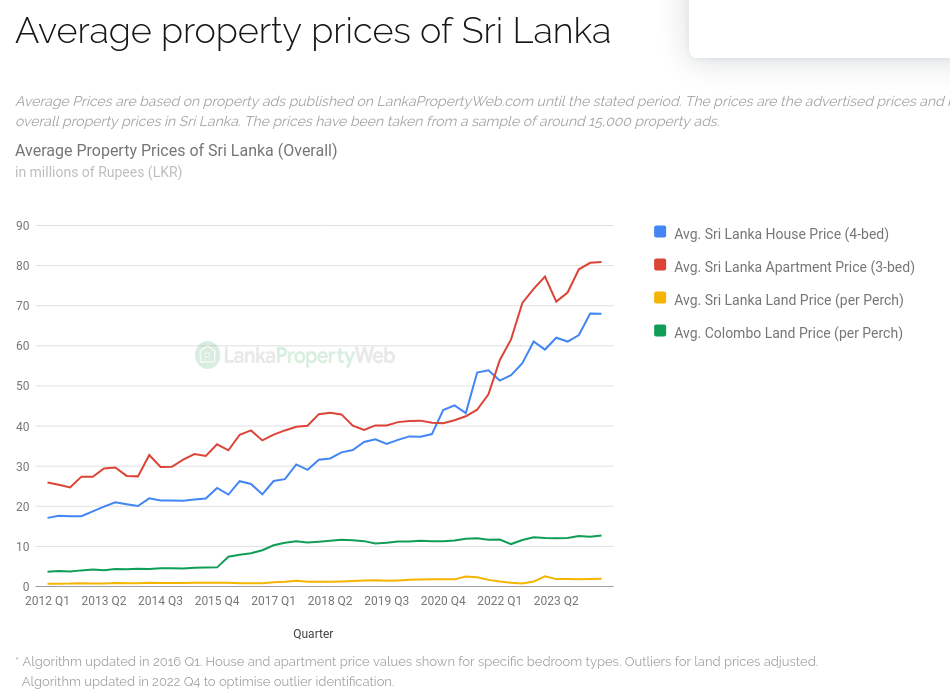 Average property prices of Sri Lanka
Average Prices are based on property ads published on LankaPropertyWeb.com until the stated period. The prices are the advertised prices and
overall property prices in Sri Lanka. The prices have been taken from a sample of around 15,000 property ads.
Average Property Prices of Sri Lanka (Overall)
in millions of Rupees (LKR)
90
80
70
60
50
40
30
20
10
0
LankaPropertyWeb
Avg. Sri Lanka House Price (4-bed)
Avg. Sri Lanka Apartment Price (3-bed)
Avg. Sri Lanka Land Price (per Perch)
Avg. Colombo Land Price (per Perch)
2012 Q1 2013 Q2 2014 Q3 2015 Q4 2017 Q1 2018 Q2 2019 Q3 2020 Q4 2022 Q1 2023 Q2
Quarter
* Algorithm updated in 2016 Q1. House and apartment price values shown for specific bedroom types. Outliers for land prices adjusted.
Algorithm updated in 2022 Q4 to optimise outlier identification.